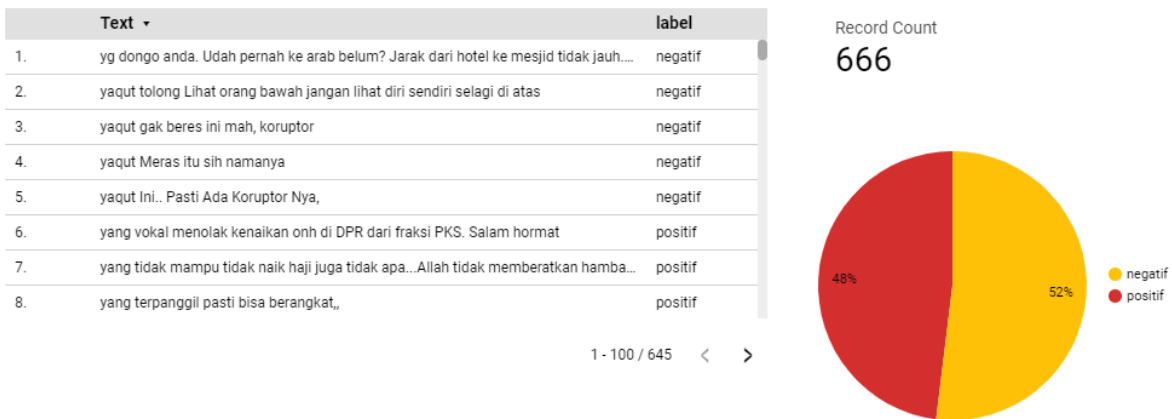 Text label
1. yg dongo anda. Udah pernah ke arab belum? Jarak dari hotel ke mesjid tidak jauh.... negatif
2. yaqut tolong Lihat orang bawah jangan lihat diri sendiri selagi di atas negatif
3. yaqut gak beres ini mah, koruptor negatif
4. yaqut Meras itu sih namanya negatif
5. yaqut Ini.. Pasti Ada Koruptor Nya, negatif
6. yang vokal menolak kenaikan onh di DPR dari fraksi PKS. Salam hormat positif
7. yang tidak mampu tidak naik haji juga tidak apa...Allah tidak memberatkan hamba... positif
8. yang terpanggil pasti bisa berangkat,, positif
1 - 100 / 645
Record Count
666
48%
52%
negatif
positif